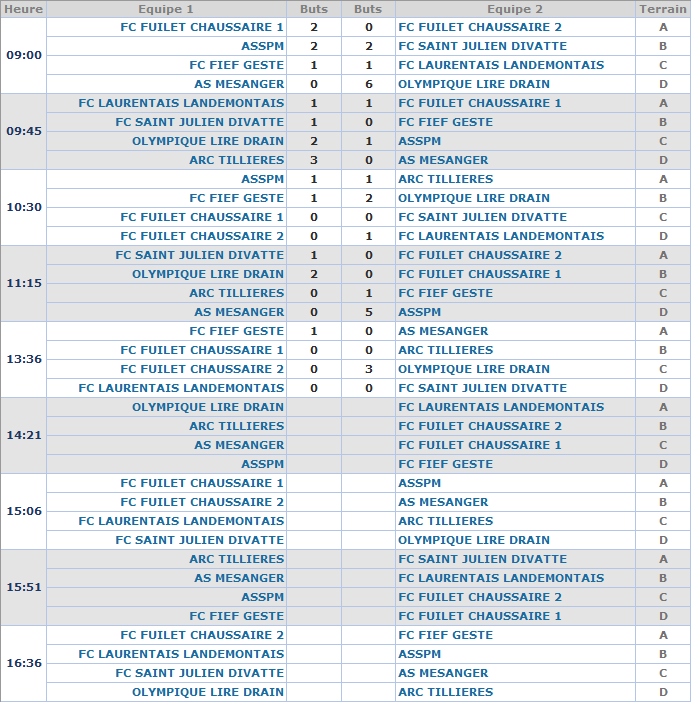 Heure Equipe 1 Buts Buts Equipe 2 Terrain
09:00 FC FUILET CHAUSSAIRE 1 2 0 FC FUILET CHAUSSAIRE 2 A
ASSPM 2 2 FC SAINT JULIEN DIVATTE B
FC FIEF GESTE 1 1 FC LAURENTAIS LANDEMONTAIS C
AS MESANGER 0 6 OLYMPIQUE LIRE DRAIN D
09:45 FC LAURENTAIS LANDEMONTAIS 1 1 FC FUILET CHAUSSAIRE 1 A
FC SAINT JULIEN DIVATTE 1 0 FC FIEF GESTE B
OLYMPIQUE LIRE DRAIN 2 1 ASSPM C
ARC TILLIERES 3 0 AS MESANGER D
10:30 ASSPM 1 1 ARC TILLIERES A
FC FIEF GESTE 1 2 OLYMPIQUE LIRE DRAIN B
FC FUILET CHAUSSAIRE 1 0 0 FC SAINT JULIEN DIVATTE C
FC FUILET CHAUSSAIRE 2 0 1 FC LAURENTAIS LANDEMONTAIS D
11:15 FC SAINT JULIEN DIVATTE 1 0 FC FUILET CHAUSSAIRE 2 A
OLYMPIQUE LIRE DRAIN 2 0 FC FUILET CHAUSSAIRE 1 B
ARC TILLIERES 0 1 FC FIEF GESTE C
AS MESANGER 0 5 ASSPM D
13:36 FC FIEF GESTE 1 0 AS MESANGER A
FC FUILET CHAUSSAIRE 1 0 0 ARC TILLIERES B
FC FUILET CHAUSSAIRE 2 0 3 OLYMPIQUE LIRE DRAIN C
FC LAURENTAIS LANDEMONTAIS 0 0 FC SAINT JULIEN DIVATTE D
14:21 OLYMPIQUE LIRE DRAIN FC LAURENTAIS LANDEMONTAIS A
ARC TILLIERES FC FUILET CHAUSSAIRE 2 B
AS MESANGER FC FUILET CHAUSSAIRE 1 C
ASSPM FC FIEF GESTE D
15:06 FC FUILET CHAUSSAIRE 1 ASSPM A
FC FUILET CHAUSSAIRE 2 AS MESANGER B
FC LAURENTAIS LANDEMONTAIS ARC TILLIERES C
FC SAINT JULIEN DIVATTE OLYMPIQUE LIRE DRAIN D
15:51 ARC TILLIERES FC SAINT JULIEN DIVATTE A
AS MESANGER FC LAURENTAIS LANDEMONTAIS B
ASSPM FC FUILET CHAUSSAIRE 2 C
FC FIEF GESTE FC FUILET CHAUSSAIRE 1 D
16:36 FC FUILET CHAUSSAIRE 2 FC FIEF GESTE A
FC LAURENTAIS LANDEMONTAIS ASSPM B
FC SAINT JULIEN DIVATTE AS MESANGER C
OLYMPIQUE LIRE DRAIN ARC TILLIERES D